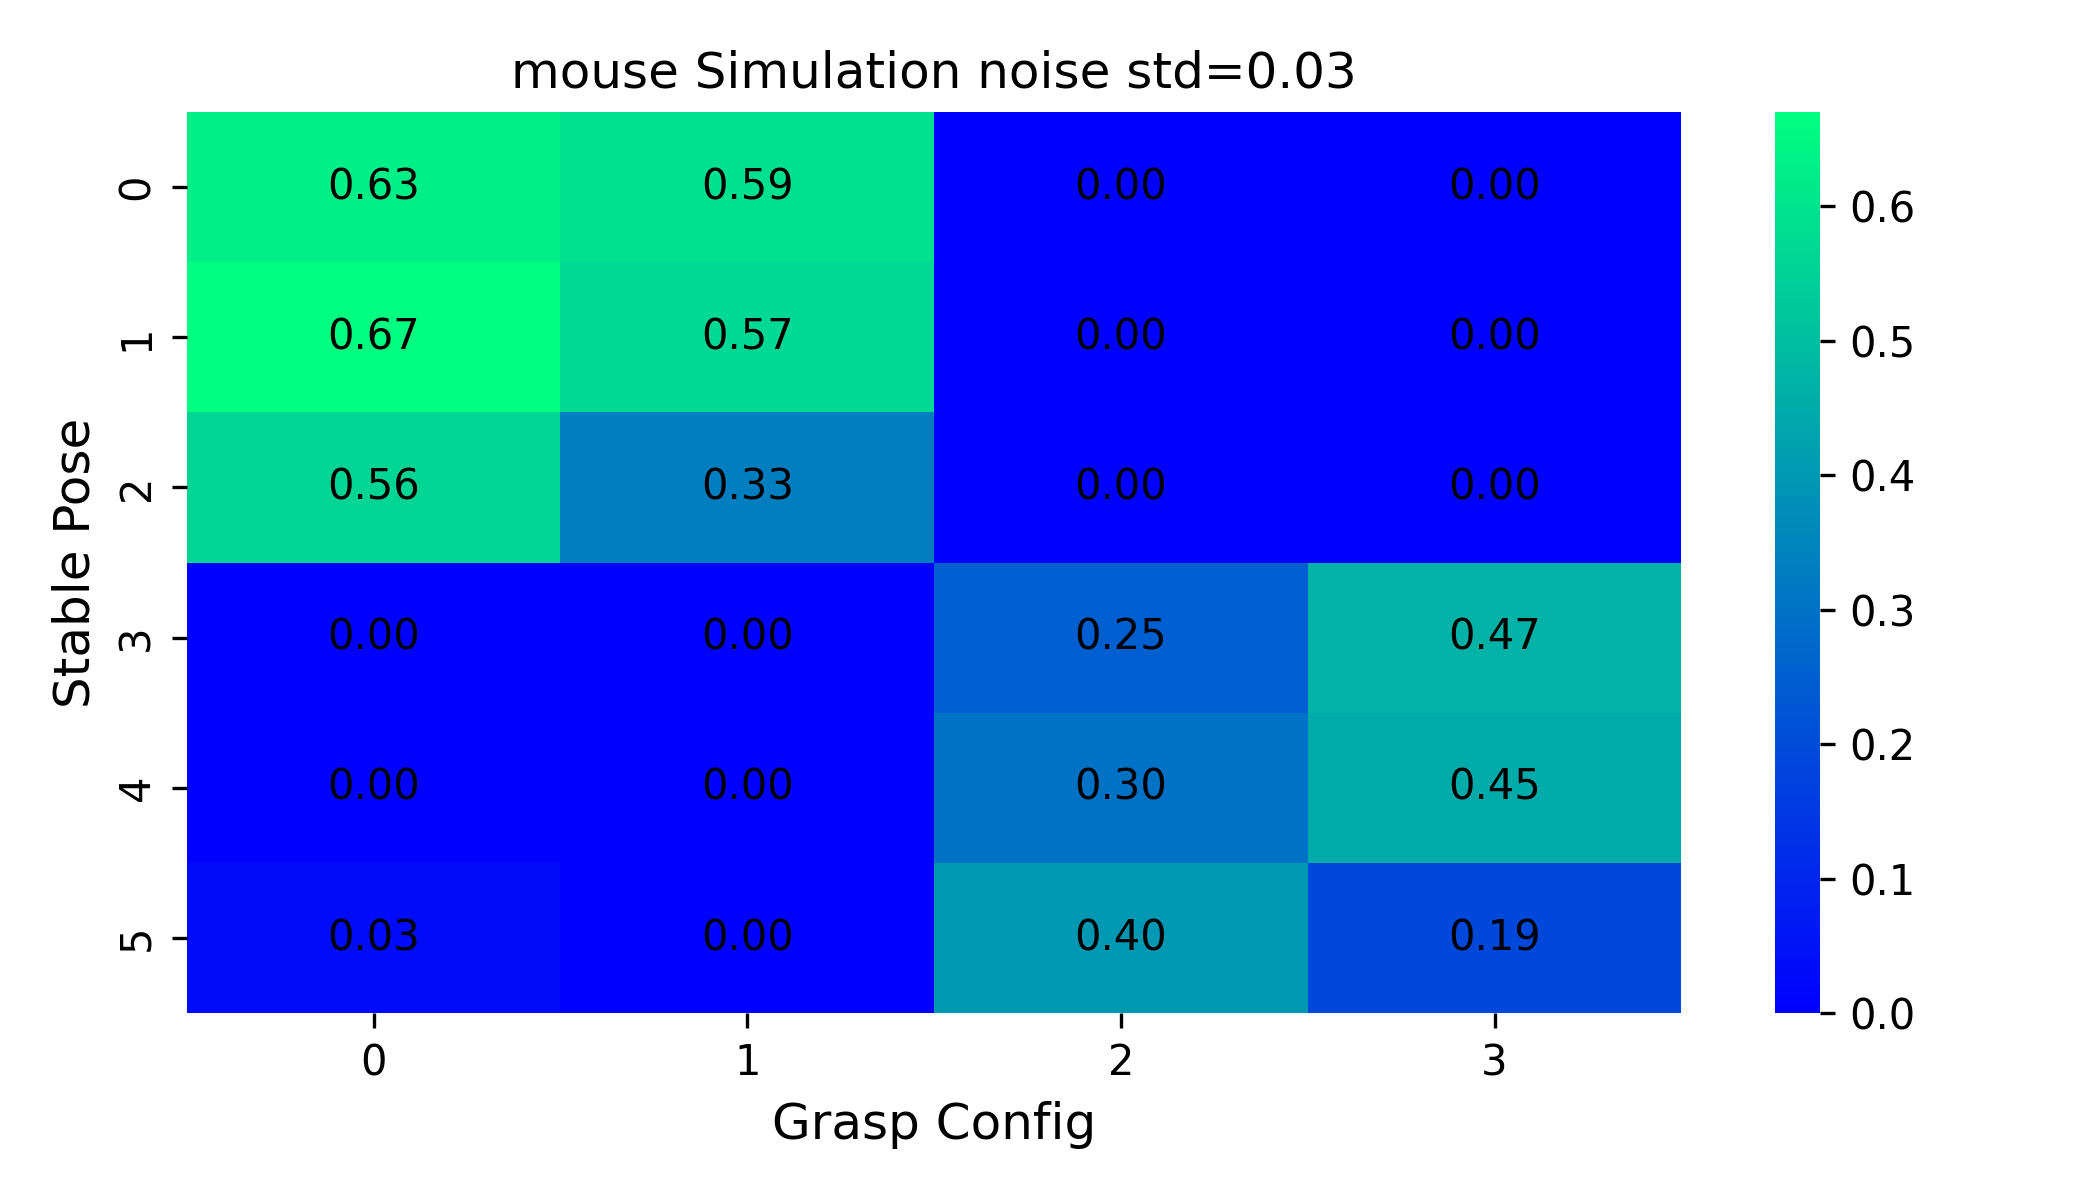 mouse Simulation noise std=0.03
Stable Pose
0 0.63 0.59 0.00 0.00
1 0.67 0.57 0.00 0.00
2 0.56 0.33 0.00 0.00
3 0.00 0.00 0.25 0.47
4 0.00 0.00 0.30 0.45
5 0.03 0.00 0.40 0.19
0 1 2 3
Grasp Config
0.6
0.5
0.4
0.3
0.2
0.1
0.0